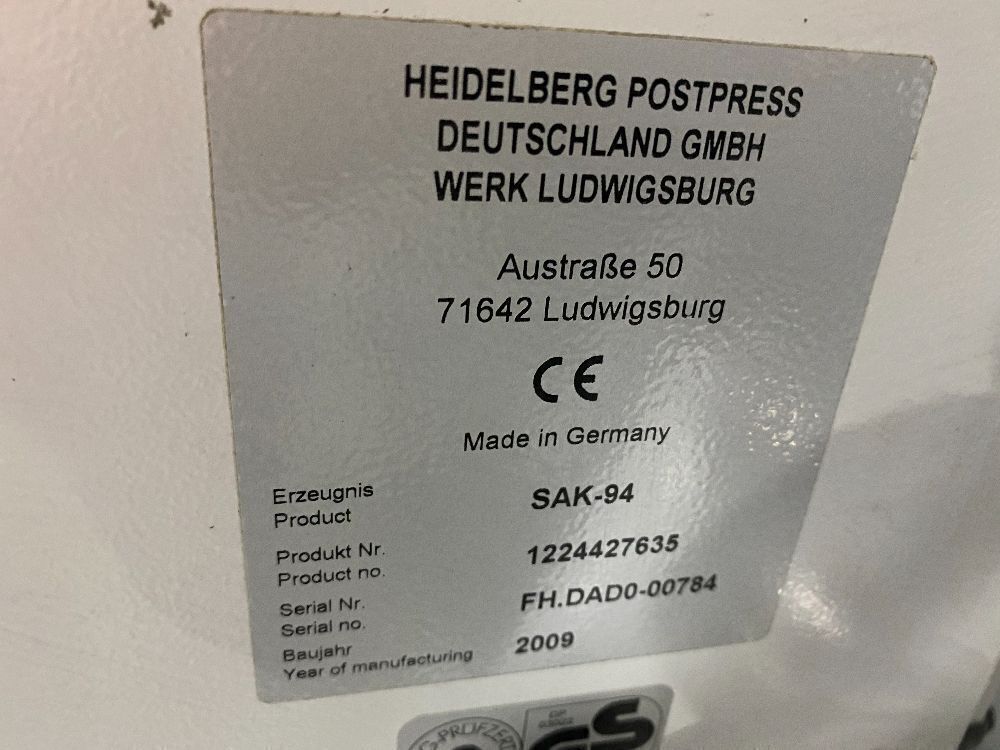 HEIDELBERG POSTPRESS
DEUTSCHLAND GMBH
WERK LUDWIGSBURG
Austraße 50
71642 Ludwigsburg
CE
Made in Germany
Erzeugnis SAK-94
Product
Produkt Nr. 1224427635
Product no.
Serial Nr. FH.DAD0-00784
Serial no.
Baujahr 2009
Year of manufacturing
GS